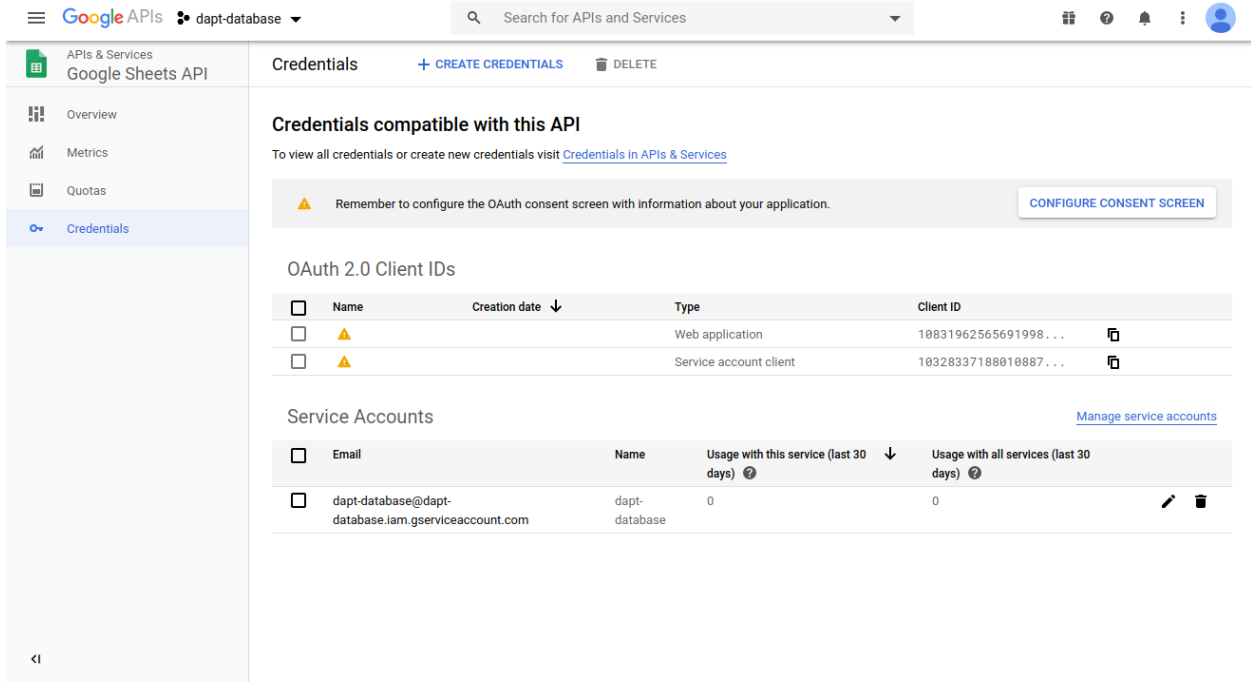 Google APIs dapt-database Search for APIs and Services
APIs & Services
Google Sheets API
Credentials CREATE CREDENTIALS DELETE
Overview
Metrics
Quotas
Credentials
Credentials compatible with this API
To view all credentials or create new credentials visit Credentials in APIs & Services
Remember to configure the OAuth consent screen with information about your application. CONFIGURE CONSENT SCREEN
OAuth 2.0 Client IDs
Name Creation date Type Client ID
Web application 10831962565691998...
Service account client 10328337188010887...
Service Accounts Manage service accounts
Email Name Usage with this service (last 30 Usage with all services (last 30
days) days)
dapt-database@dapt- dapt- 0 0
database.iam.gserviceaccount.com database